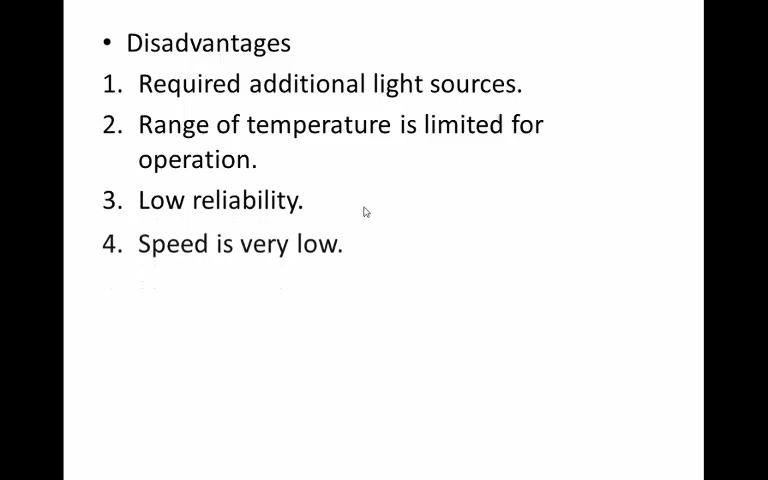 • Disadvantages
1. Required additional light sources.
2. Range of temperature is limited for
operation.
3. Low reliability.
4. Speed is very low.